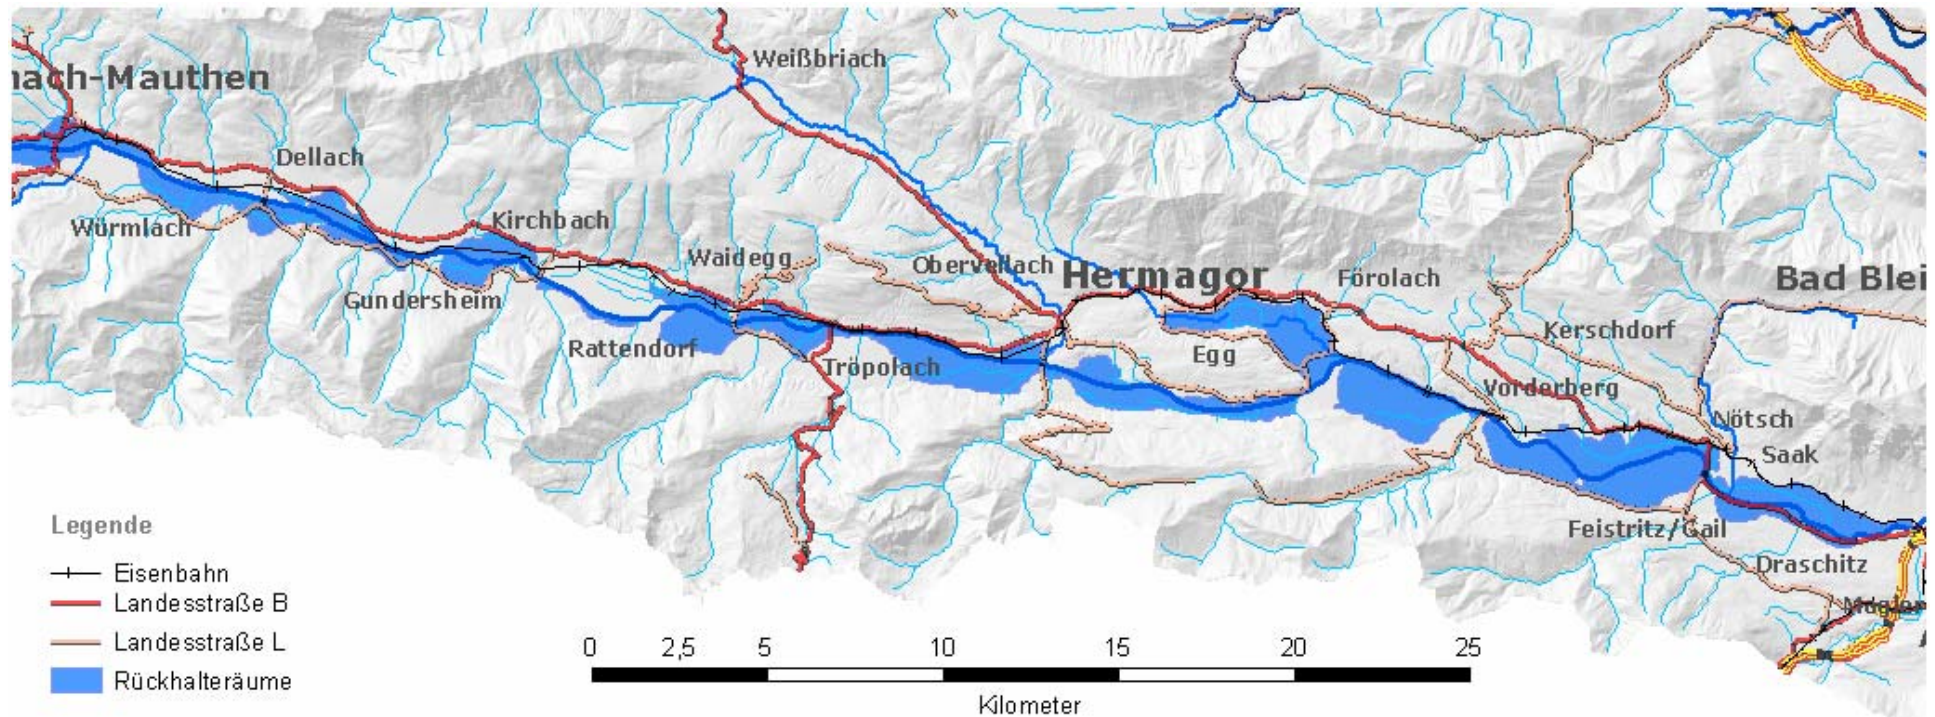 Weißbriach
nach-Mauthen
Dellach
Würmlach
Kirchbach
Waidegg
Obervellach
Hermagor
Förolach
Bad Blei
Gundersheim
Rattendorf
Tröpolach
Egg
Kerschdorf
Vorderberg
Nötsch
Saak
Feistritz/Gail
Draschitz
Legende
Eisenbahn
Landesstraße B
Landesstraße L
Rückhalteräume
0 2,5 5 10 15 20 25
Kilometer